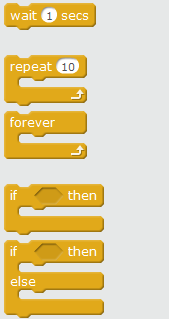 wait 1 secs
repeat 10
forever
if then
if then
else